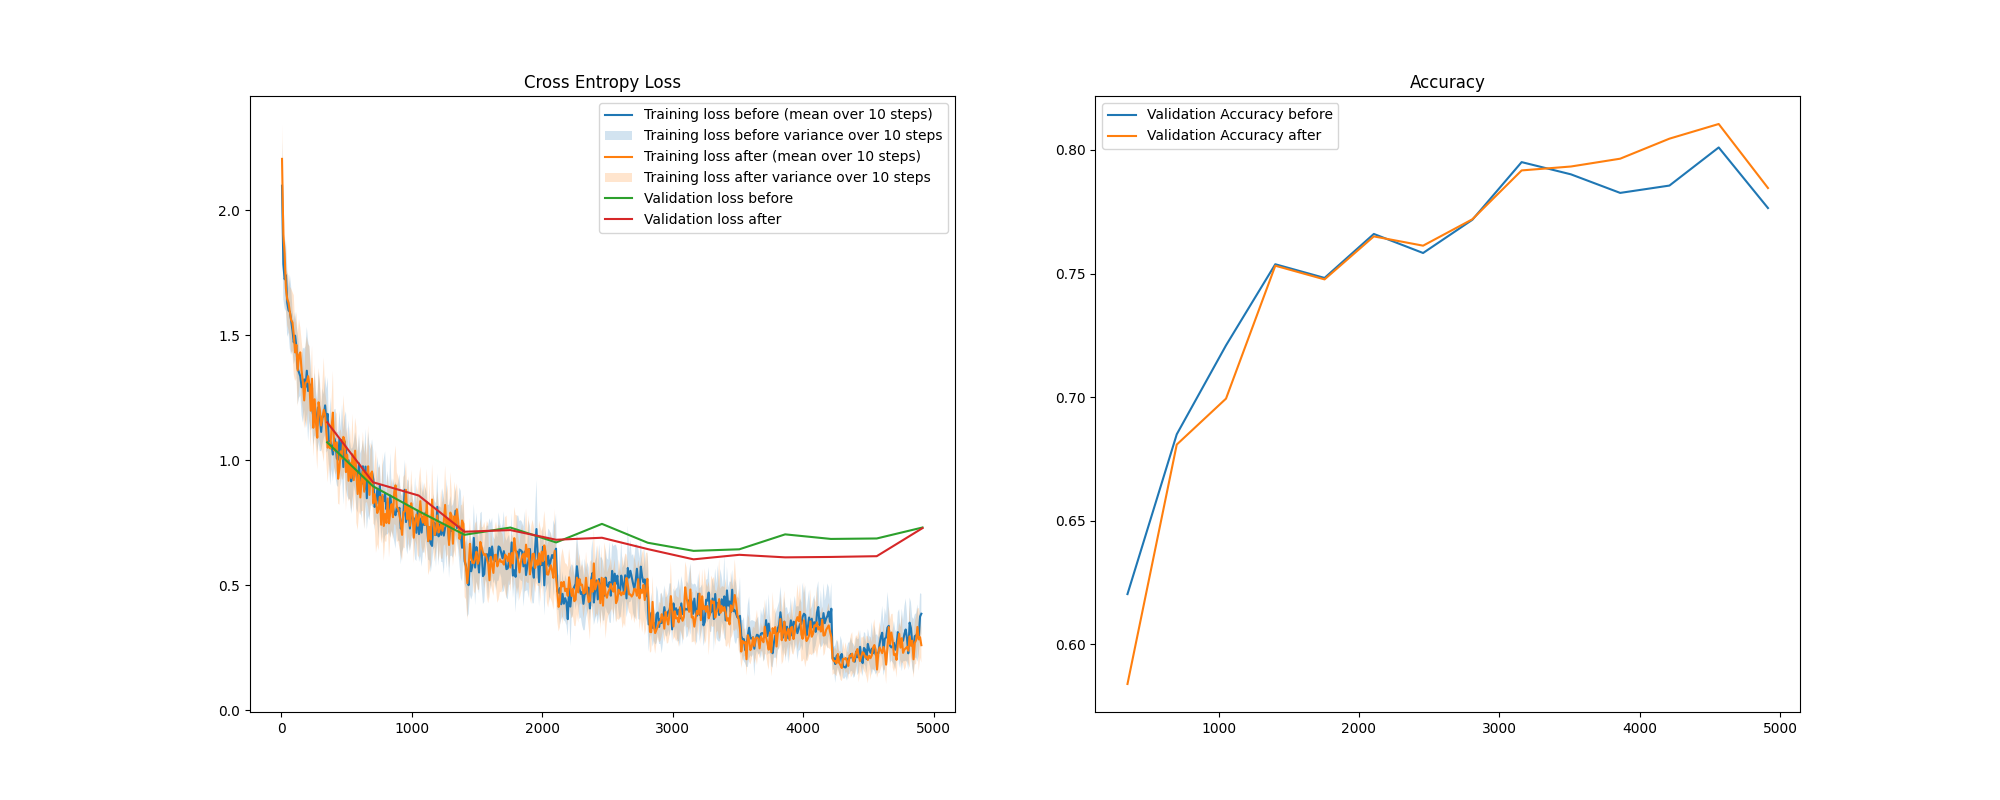 Cross Entropy Loss
Training loss before (mean over 10 steps)
Training loss before variance over 10 steps
Training loss after (mean over 10 steps)
Training loss after variance over 10 steps
Validation loss before
Validation loss after
2.0
1.5
1.0
0.5
0.0
0 1000 2000 3000 4000 5000
Accuracy
Validation Accuracy before
Validation Accuracy after
0.80
0.75
0.70
0.65
0.60
1000 2000 3000 4000 5000